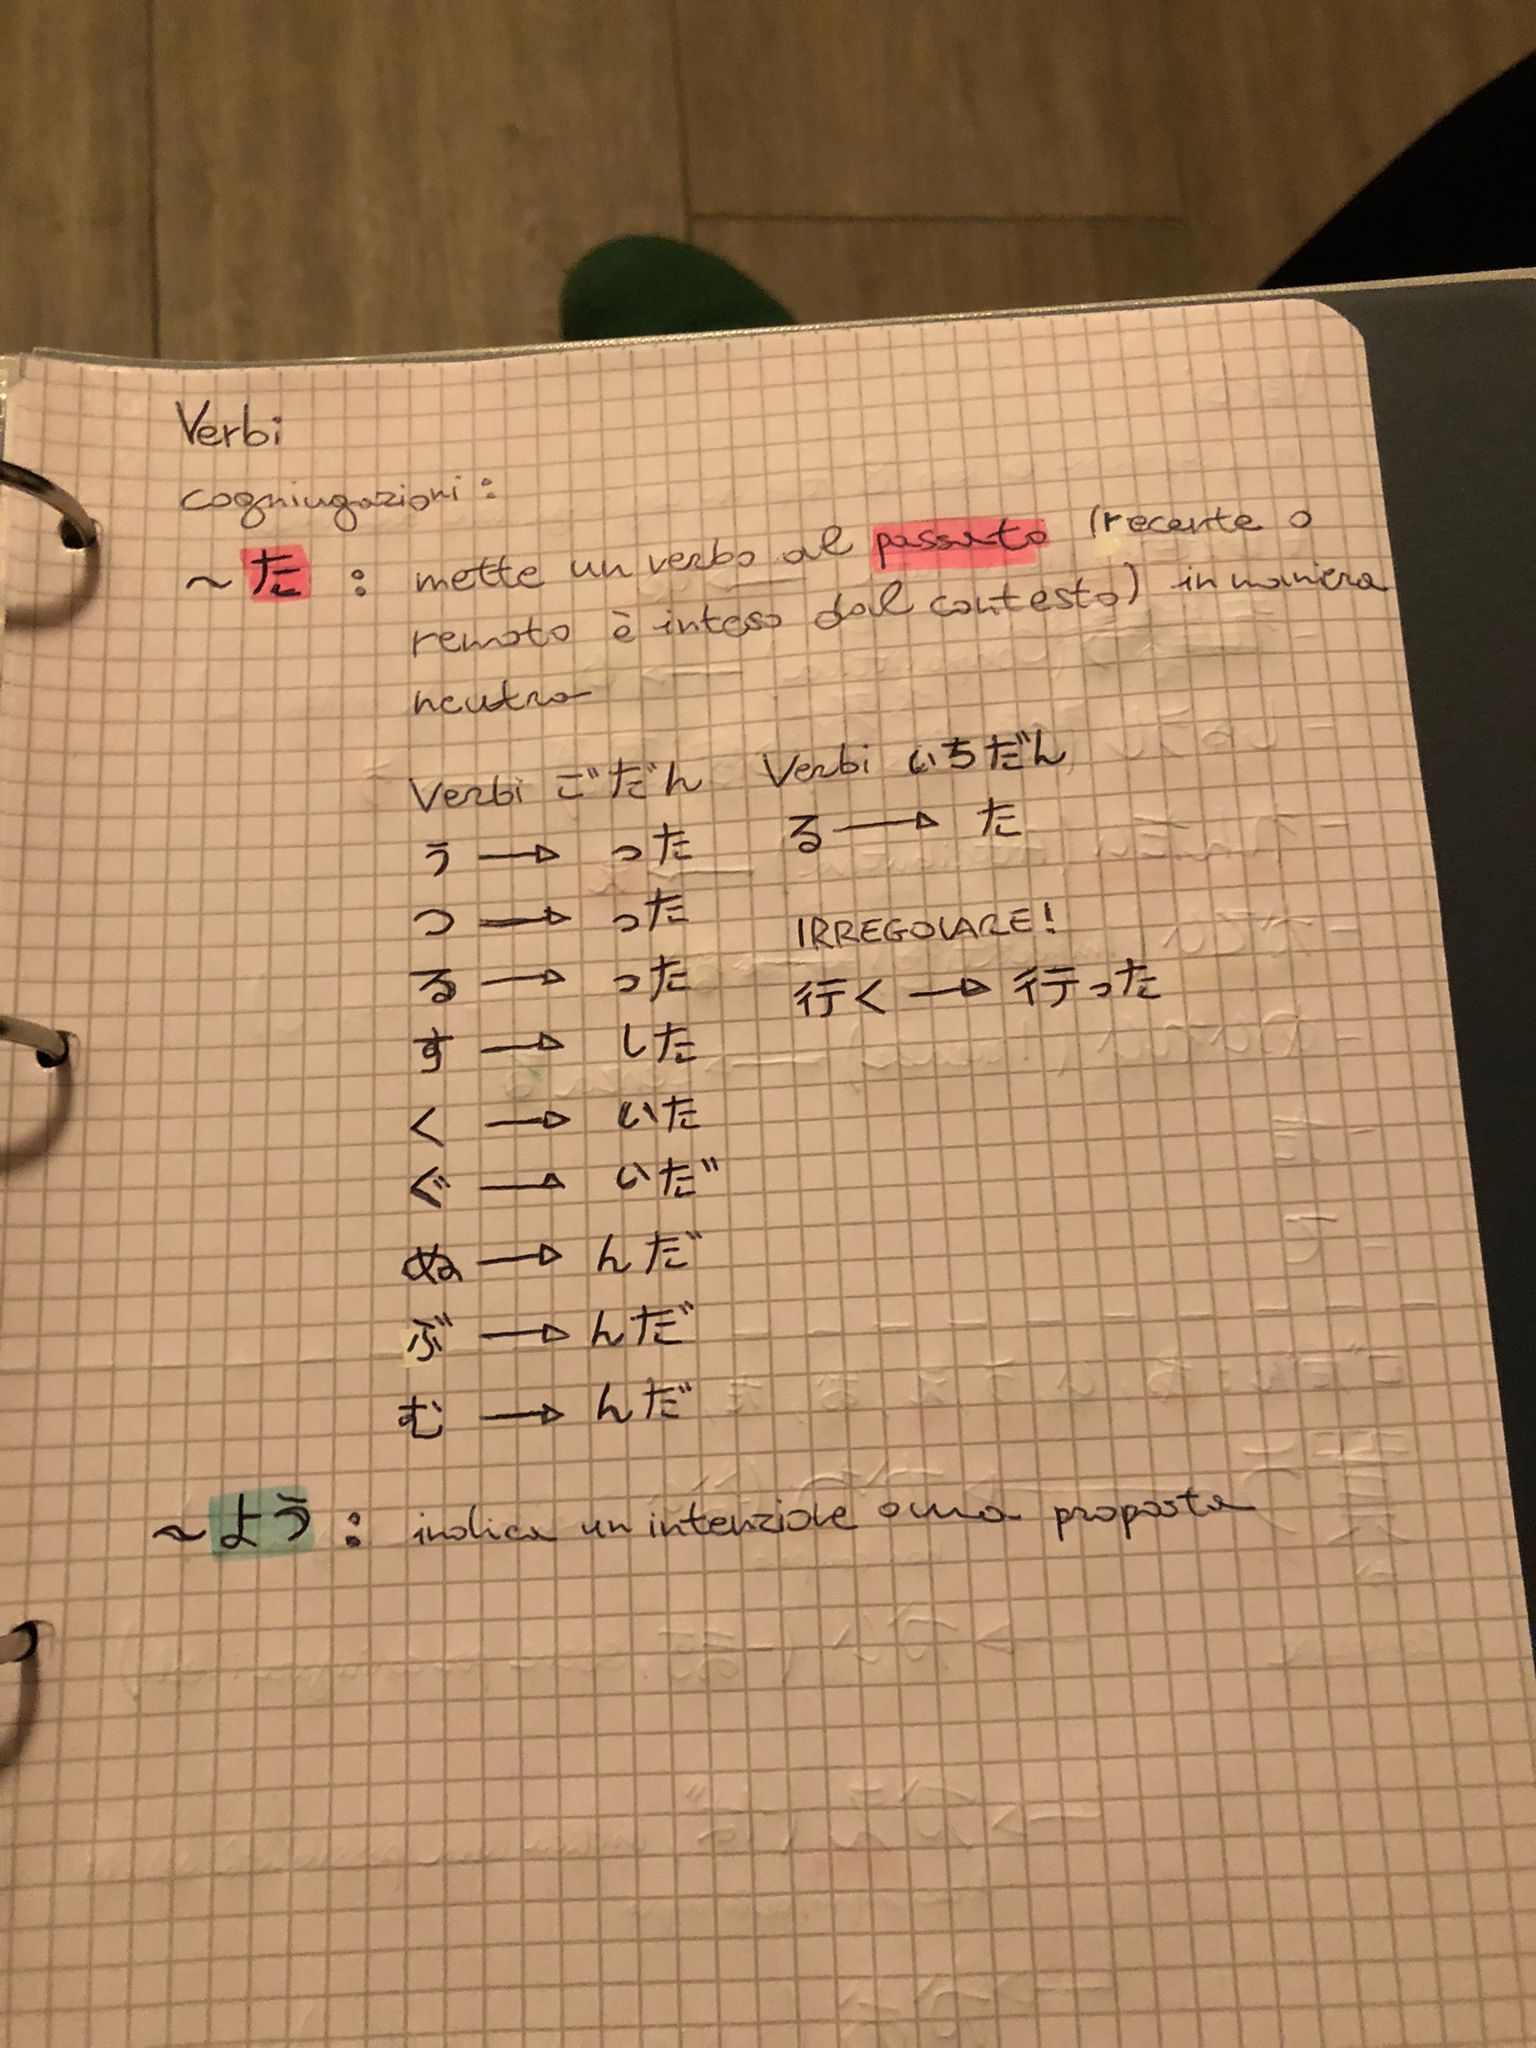 Verbi
cogniugazioni:
~た: mette un verbo al passato (recente o
remoto è inteso dal contesto) in maniera
neutra
Verbi ごだん Verbi いちだん
う → った る → た
つ → った IRREGOLARE!
る → った 行く → 行った
す → した
く → いた
ぐ → いだ
ぬ → んだ
ぶ → んだ
む → んだ
~よう: indica un intenzione o una proposta